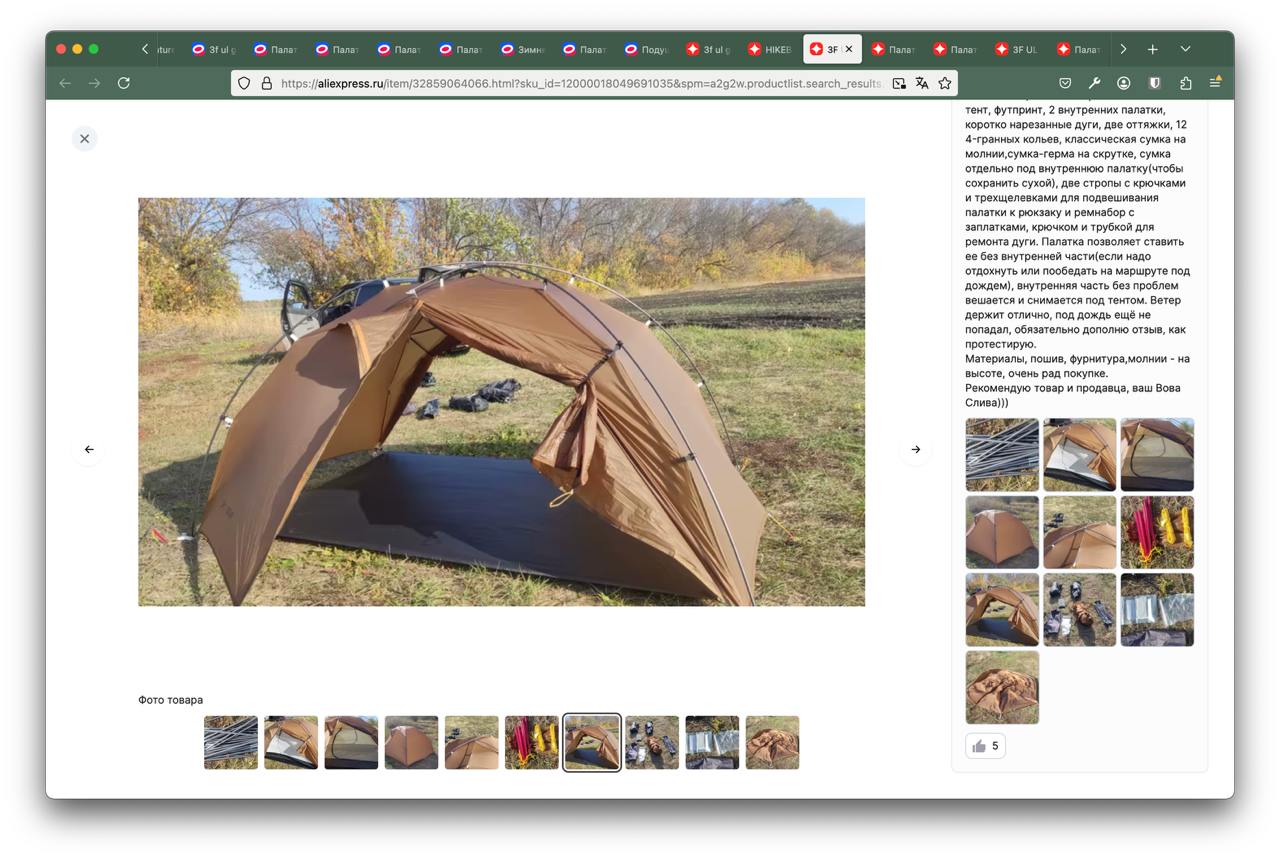 3f ul g
Палат
Палат
Палат
Палат
Зимн
Палат
Подуш
3f ul g
HIKEB
3F
Палат
Палат
3F UL
Палат
https://aliexpress.ru/item/32859064066.html?sku_id=12000018049691035&spm=a2g2w.productlist.search_results.
тент, футпринт, 2 внутренних палатки,
коротко нарезанные дуги, две оттяжки, 12
4-гранных кольев, классическая сумка на
молнии,сумка-герма на скрутке, сумка
отдельно под внутреннюю палатку(чтобы
сохранить сухой), две стропы с крючками
и трехщелевками для подвешивания
палатки к рюкзаку и ремнабор с
заплатками, крючком и трубкой для
ремонта дуги. Палатка позволяет ставить
ее без внутренней части(если надо
отдохнуть или пообедать на маршруте под
дождем), внутренняя часть без проблем
вешается и снимается под тентом. Ветер
держит отлично, под дождь ещё не
попадал, обязательно дополню отзыв, как
протестирую.
Материалы, пошив, фурнитура,молнии - на
высоте, очень рад покупке.
Рекомендую товар и продавца, ваш Вова
Слива)))
Фото товара
5